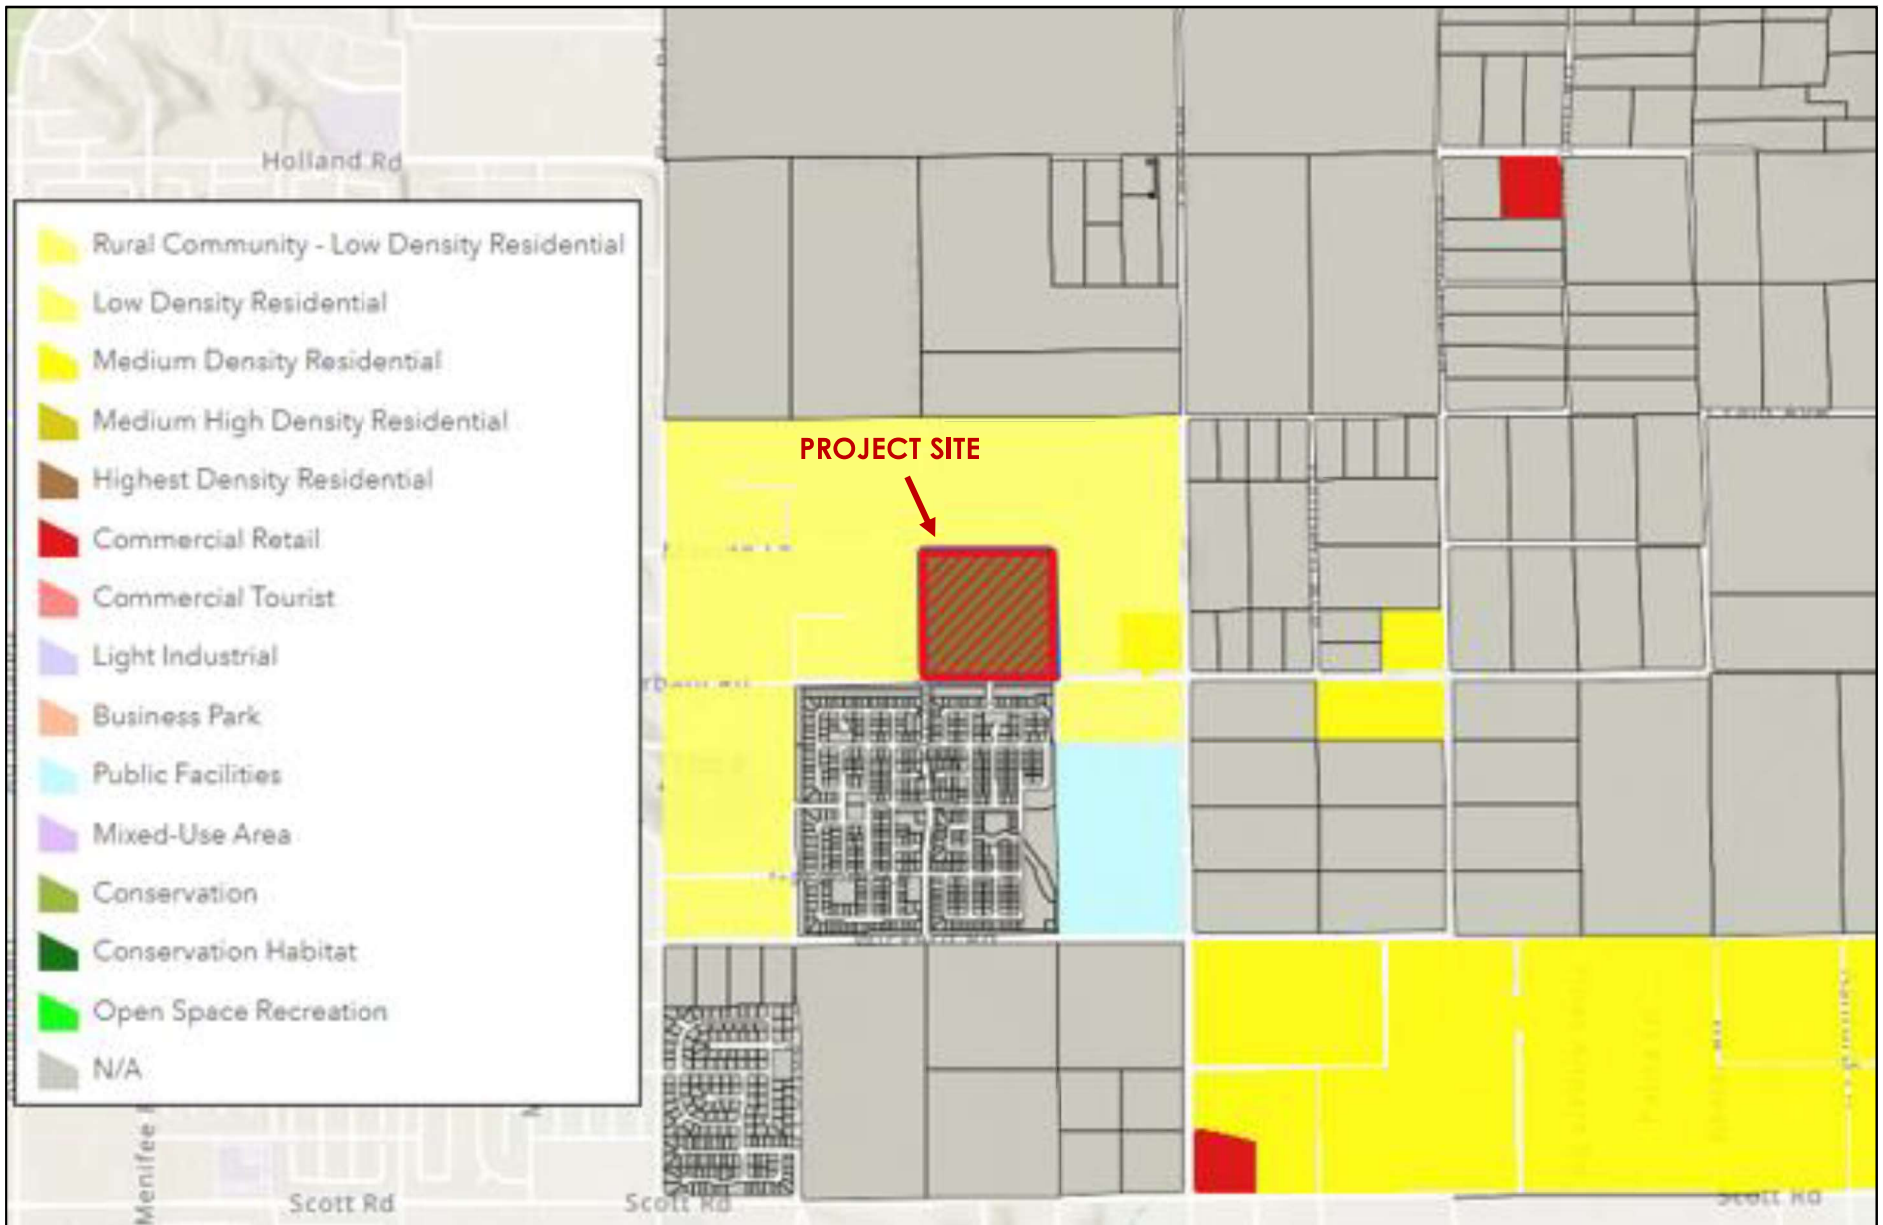 Holland Rd
Rural Community - Low Density Residential
Low Density Residential
Medium Density Residential
Medium High Density Residential
Highest Density Residential
Commercial Retail
Commercial Tourist
Light Industrial
Business Park
Public Facilities
Mixed-Use Area
Conservation
Conservation Habitat
Open Space Recreation
N/A
PROJECT SITE
Menifee
Scott Rd
Scott Rd
Scott Rd